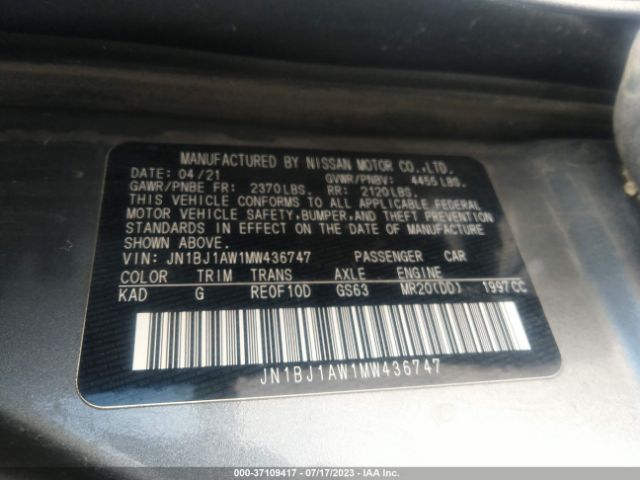 MANUFACTURED BY NISSAN MOTOR CO.,LTD.
DATE: 04/21 GVWR/PNBV: 4455 LBS.
GAWR/PNBE FR: 2370LBS. RR: 2120LBS
THIS VEHICLE CONFORMS TO ALL APPLICABLE FEDERAL
MOTOR VEHICLE SAFETY,BUMPER,AND THEFT PREVENTION
STANDARDS IN EFFECT ON THE DATE OF MANUFACTURE
SHOWN ABOVE.
VIN: JN1BJ1AW1MW436747 PASSENGER CAR
COLOR TRIM TRANS AXLE ENGINE
KAD G RE0F10D GS63 MR20(DD) 1997CC
JN1BJ1AW1MW436747
000-37109417 - 07/17/2023 - IAA Inc.